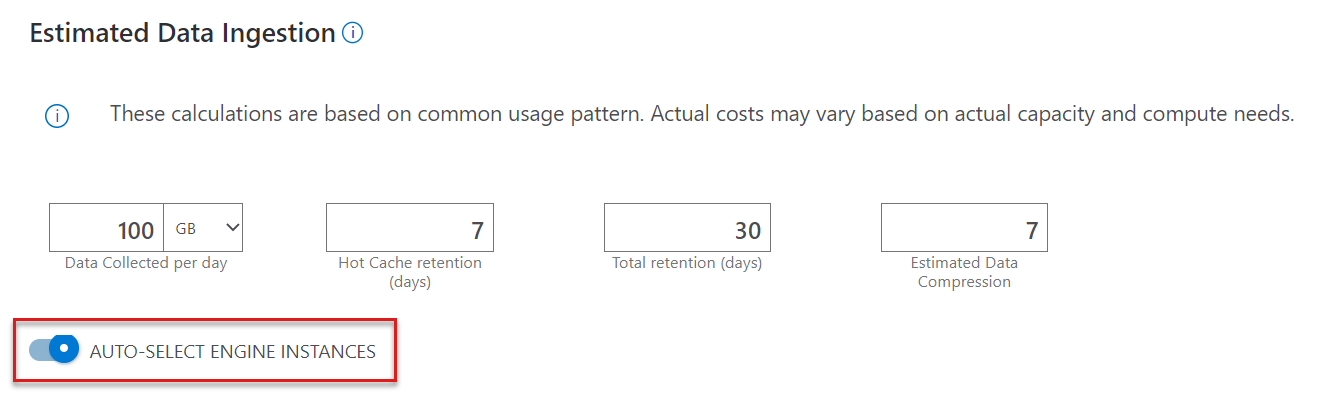 Estimated Data Ingestion
These calculations are based on common usage pattern. Actual costs may vary based on actual capacity and compute needs.
100 GB
7
30
7
Data Collected per day
Hot Cache retention
(days)
Total retention (days)
Estimated Data
Compression
AUTO-SELECT ENGINE INSTANCES